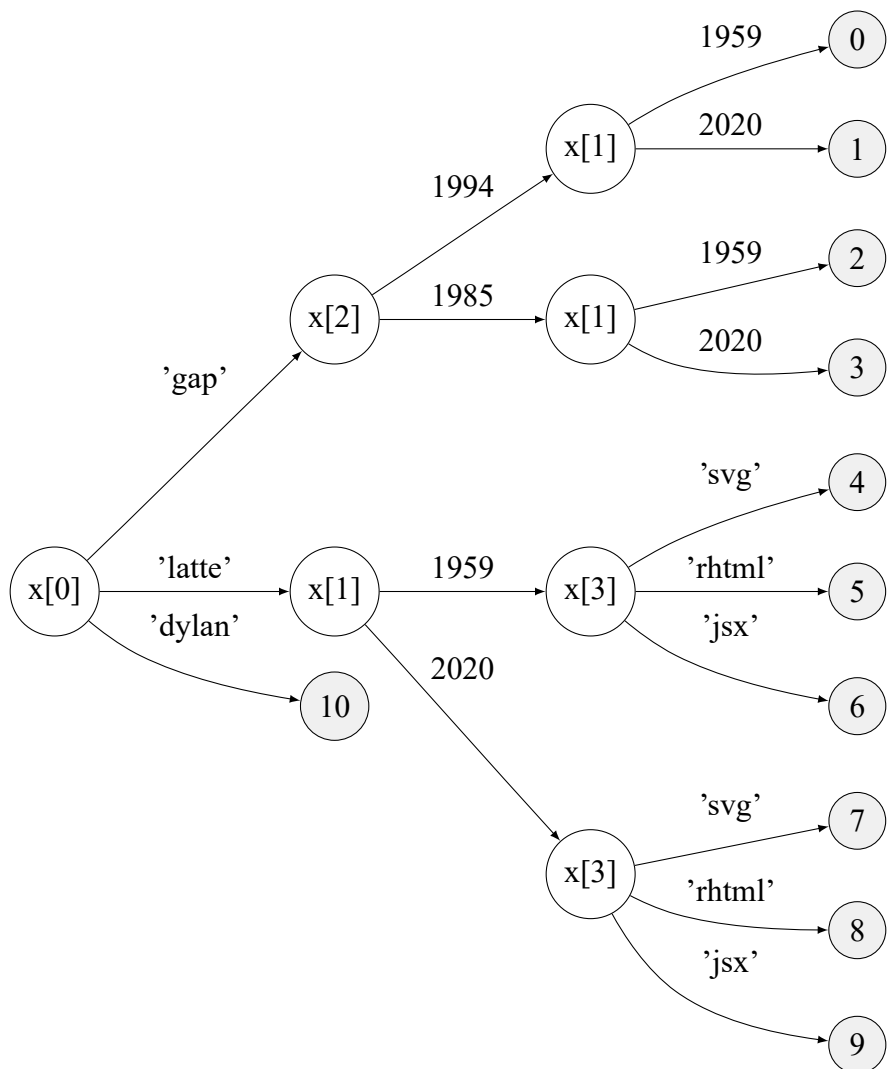 1959
0
2020
1
x[1]
1994
1959
2
1985
x[2]
x[1]
2020
3
’gap’
’svg’
4
’latte’
1959
’rhtml’
x[0]
x[1]
x[3]
5
’dylan’
’jsx’
2020
10
6
’svg’
7
x[3]
’rhtml’
8
’jsx’
9